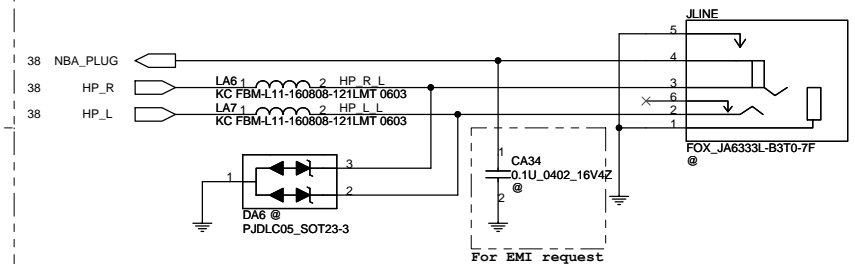 JLINE
5
38 NBA_PLUG 4
38 HP_R LA6 1 2 HP_R_L 3
KC FBM-L11-160808-121LMT 0603
6
38 HP_L LA7 1 2 HP_L_L 2
KC FBM-L11-160808-121LMT 0603
1
FOX_JA6333L-B3T0-7F
@
1
CA34
0.1U_0402_16V4Z
@
2
1 3
2
DA6 @
PJDLC05_SOT23-3
For EMI request